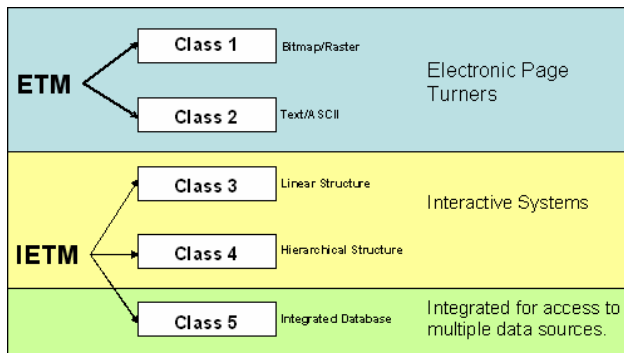 Class 1
Bitmap/Raster
ETM
Electronic Page
Turners
Class 2
Text/ASCII
Class 3
Linear Structure
Interactive Systems
IETM
Class 4
Hierarchical Structure
Class 5
Integrated Database
Integrated for access to
multiple data sources.